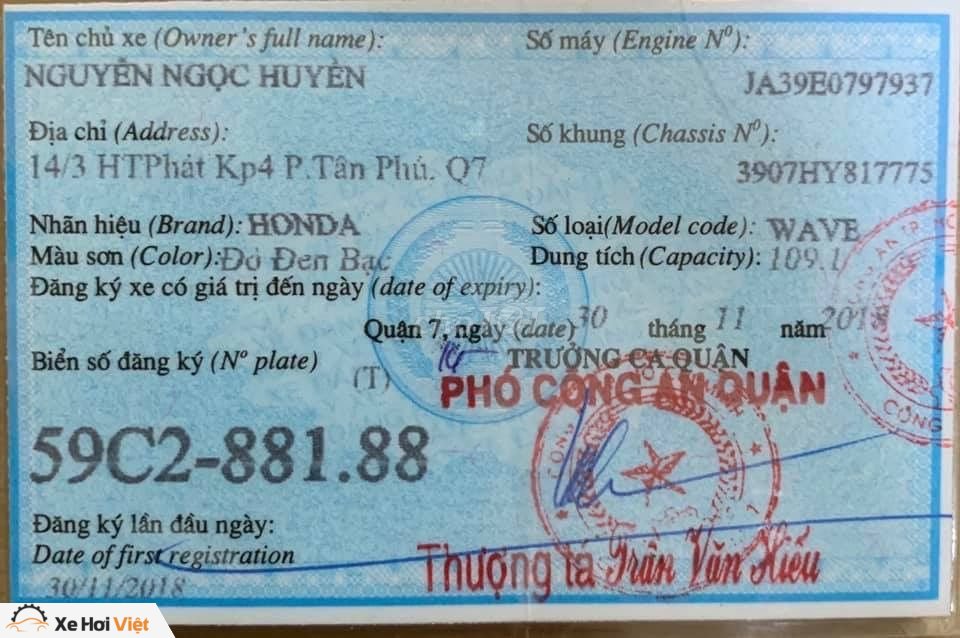 Tên chủ xe (Owner's full name):
NGUYỄN NGỌC HUYỀN
Số máy (Engine Nº):
JA39E0797937
Địa chỉ (Address):
14/3 HTPhát Kp4 P.Tân Phú. Q7
Số khung (Chassis Nº):
3907HY817775
Nhãn hiệu (Brand): HONDA
Số loại(Model code): WAVE
Màu sơn (Color): Đỏ Đen Bạc
Dung tích (Capacity): 109.1
Đăng ký xe có giá trị đến ngày (date of expiry):
Quận 7, ngày (date) 30 tháng 11 năm 2018
Biển số đăng ký (Nº plate)
(T)
TRƯỞNG CA QUẬN
PHÓ CÔNG AN QUẬN
59C2-881.88
Đăng ký lần đầu ngày:
Date of first registration
30/11/2018
Thượng tá Trần Văn Hiếu
CÔNG
Xe Hơi Việt